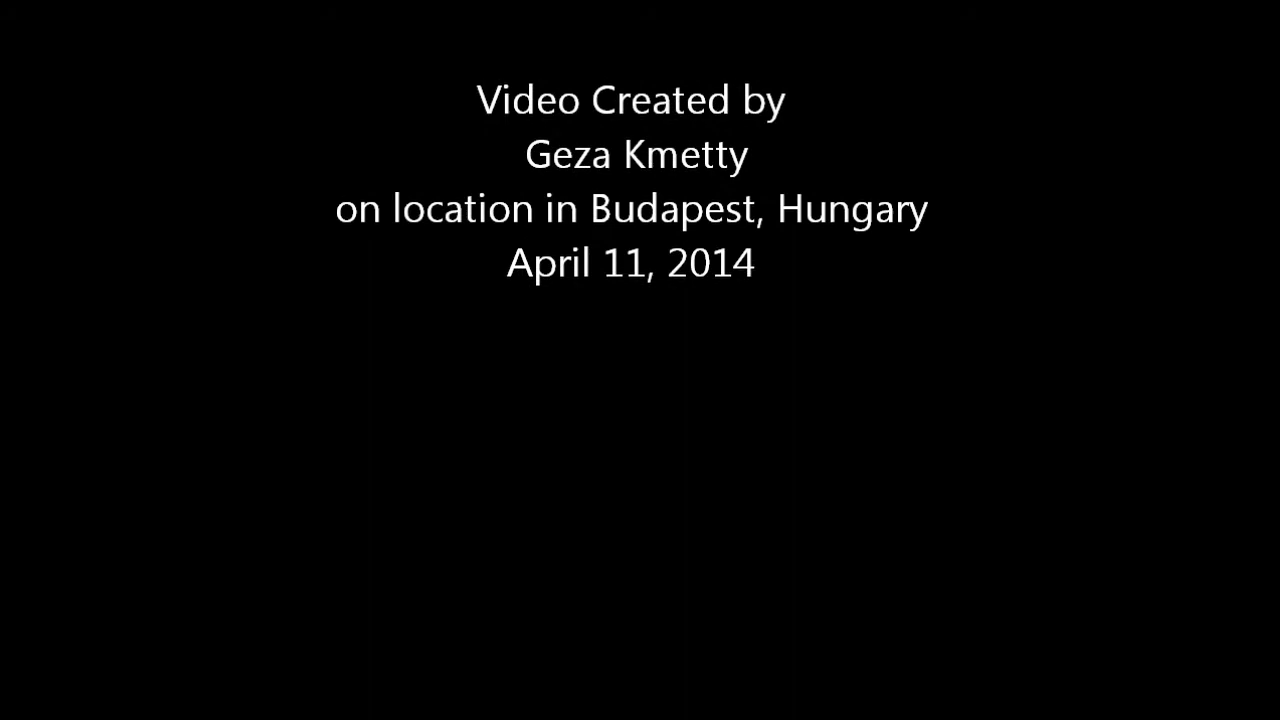 Video Created by
Geza Kmetty
on location in Budapest, Hungary
April 11, 2014